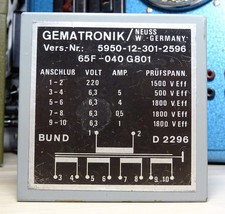 GEMATRONIK/ NEUSS
W.-GERMANY
Vers.-Nr.: 5950-12-301-2596
65F-040 G801
ANSCHLUß VOLT AMP. PRÜFSPANN.
1-2 220 1500 V Eff
3-4 6,3 5 500 V Eff
5-6 6,3 4 1800 V Eff
7-8 6,3 0,5 1800 V Eff
9-10 6,3 1 1800 V Eff
BUND D 2296
1 2
3 4 5 6 7 8 9 10